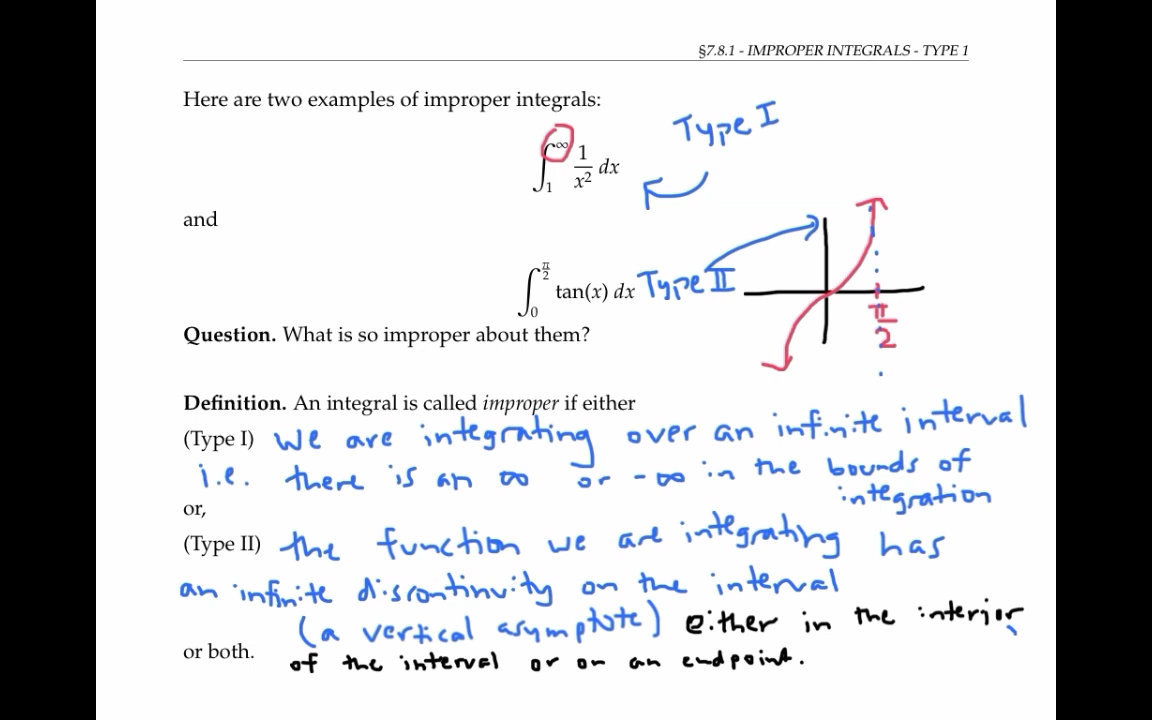 §7.8.1 - IMPROPER INTEGRALS - TYPE 1
Here are two examples of improper integrals:
Type I
∫₁^∞ 1/x² dx
and
∫₀^(π/2) tan(x) dx Type II
π/2
Question. What is so improper about them?
Definition. An integral is called improper if either
(Type I) we are integrating over an infinite interval
i.e. there is an ∞ or -∞ in the bounds of
integration
or,
(Type II) the function we are integrating has
an infinite discontinuity on the interval
(a vertical asymptote) either in the interior
or both. of the interval or on an endpoint.